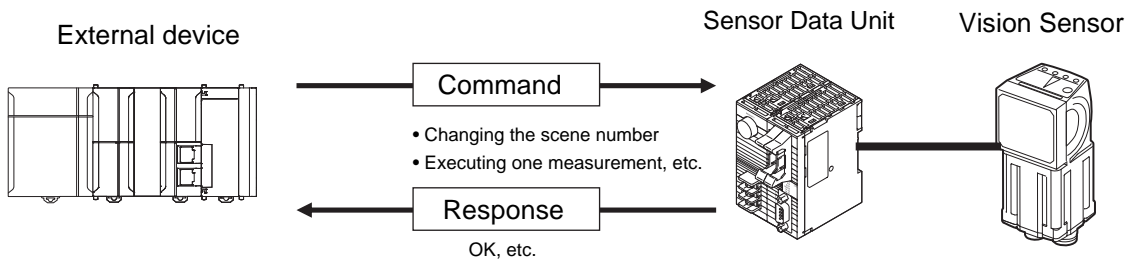 External device
Sensor Data Unit
Vision Sensor
Command
• Changing the scene number
• Executing one measurement, etc.
Response
OK, etc.